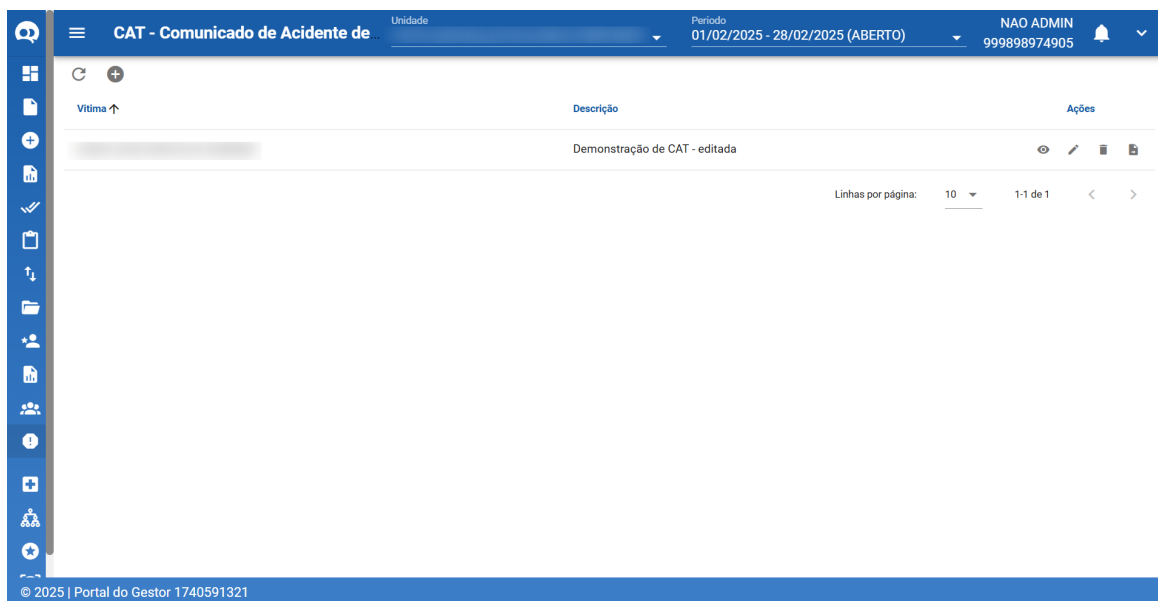 CAT - Comunicado de Acidente de...
Unidade
Periodo
01/02/2025 - 28/02/2025 (ABERTO)
NAO ADMIN
999898974905
Vitima
Descrição
Ações
Demonstração de CAT - editada
Linhas por página:
10
1-1 de 1
© 2025 | Portal do Gestor 1740591321